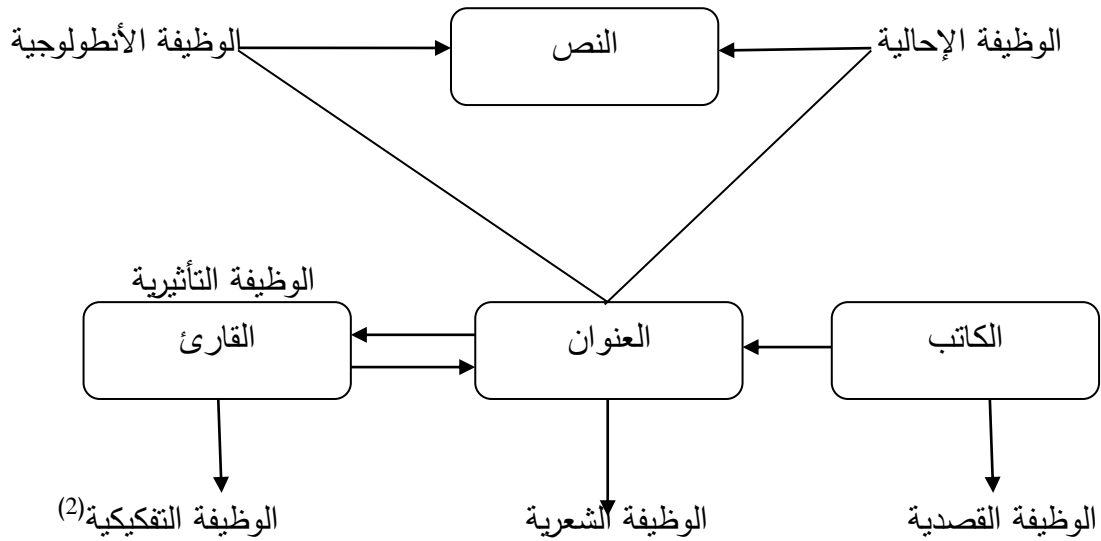 الوظيفة الإحالية
النص
الوظيفة الأنطولوجية
الوظيفة التأثيرية
الكاتب
العنوان
القارئ
الوظيفة القصدية
الوظيفة الشعرية
الوظيفة التفكيكية(2)